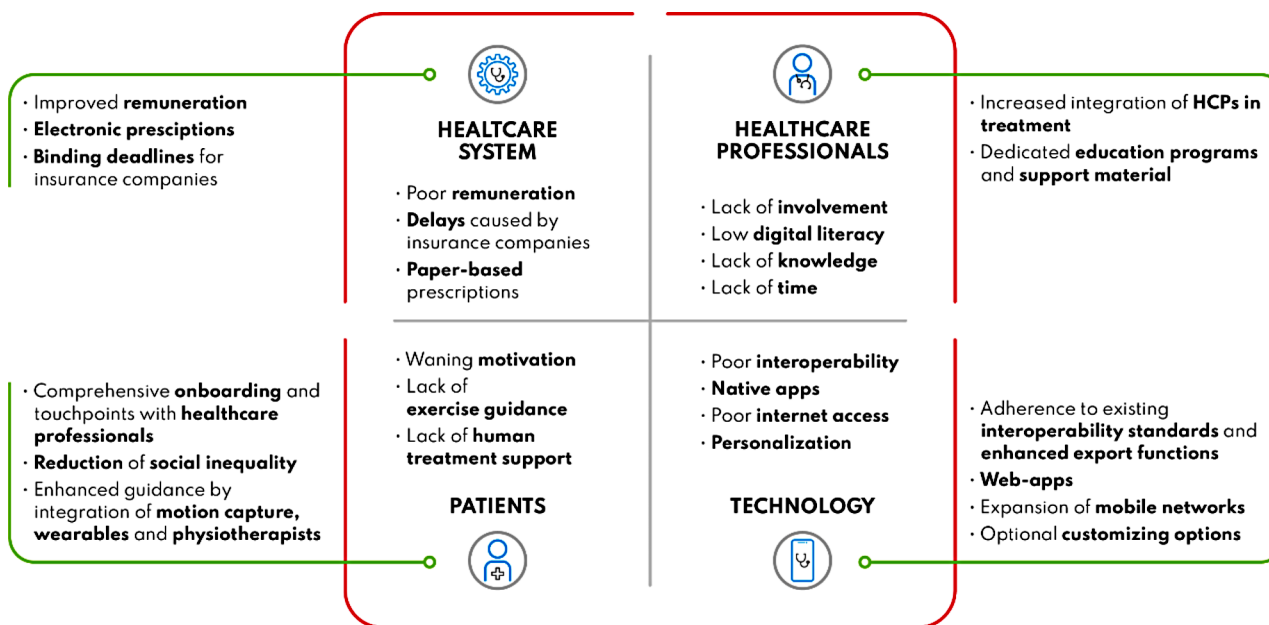 · Improved remuneration
· Electronic presciptions
· Binding deadlines for
insurance companies
HEALTCARE
SYSTEM
· Poor remuneration
· Delays caused by
insurance companies
· Paper-based
prescriptions
HEALTHCARE
PROFESSIONALS
· Lack of involvement
· Low digital literacy
· Lack of knowledge
· Lack of time
· Increased integration of HCPs in
treatment
· Dedicated education programs
and support material
· Comprehensive onboarding and
touchpoints with healthcare
professionals
· Reduction of social inequality
· Enhanced guidance by
integration of motion capture,
wearables and physiotherapists
· Waning motivation
· Lack of
exercise guidance
· Lack of human
treatment support
PATIENTS
· Poor interoperability
· Native apps
· Poor internet access
· Personalization
TECHNOLOGY
· Adherence to existing
interoperability standards and
enhanced export functions
· Web-apps
· Expansion of mobile networks
· Optional customizing options